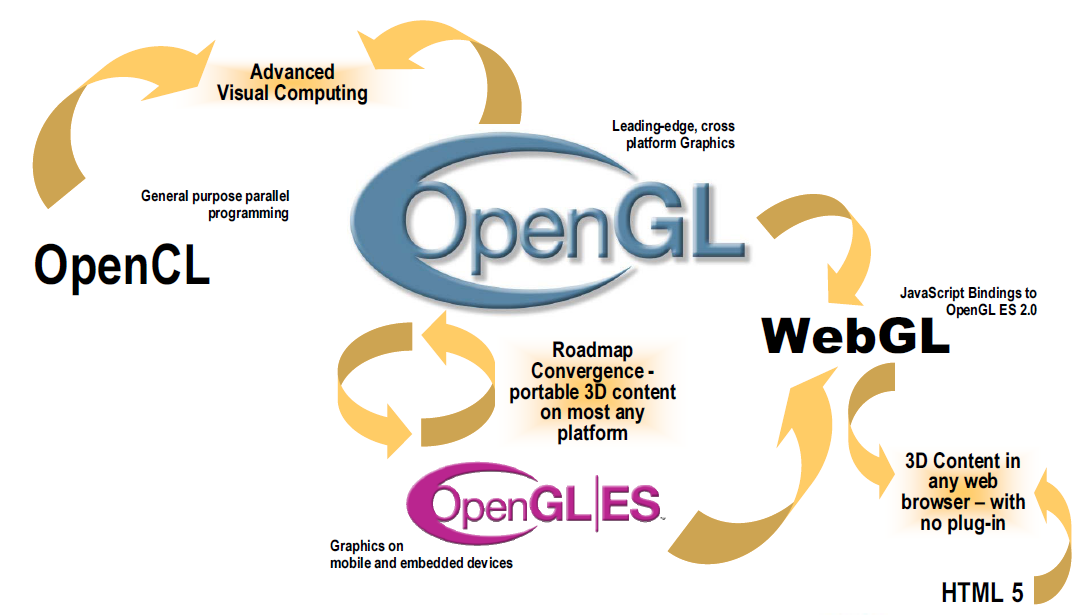 Advanced
Visual Computing
Leading-edge, cross
platform Graphics
General purpose parallel
programming
OpenCL
OpenGL
JavaScript Bindings to
OpenGL ES 2.0
WebGL
Roadmap
Convergence -
portable 3D content
on most any
platform
3D Content in
any web
browser – with
no plug-in
OpenGL|ES™
Graphics on
mobile and embedded devices
HTML 5